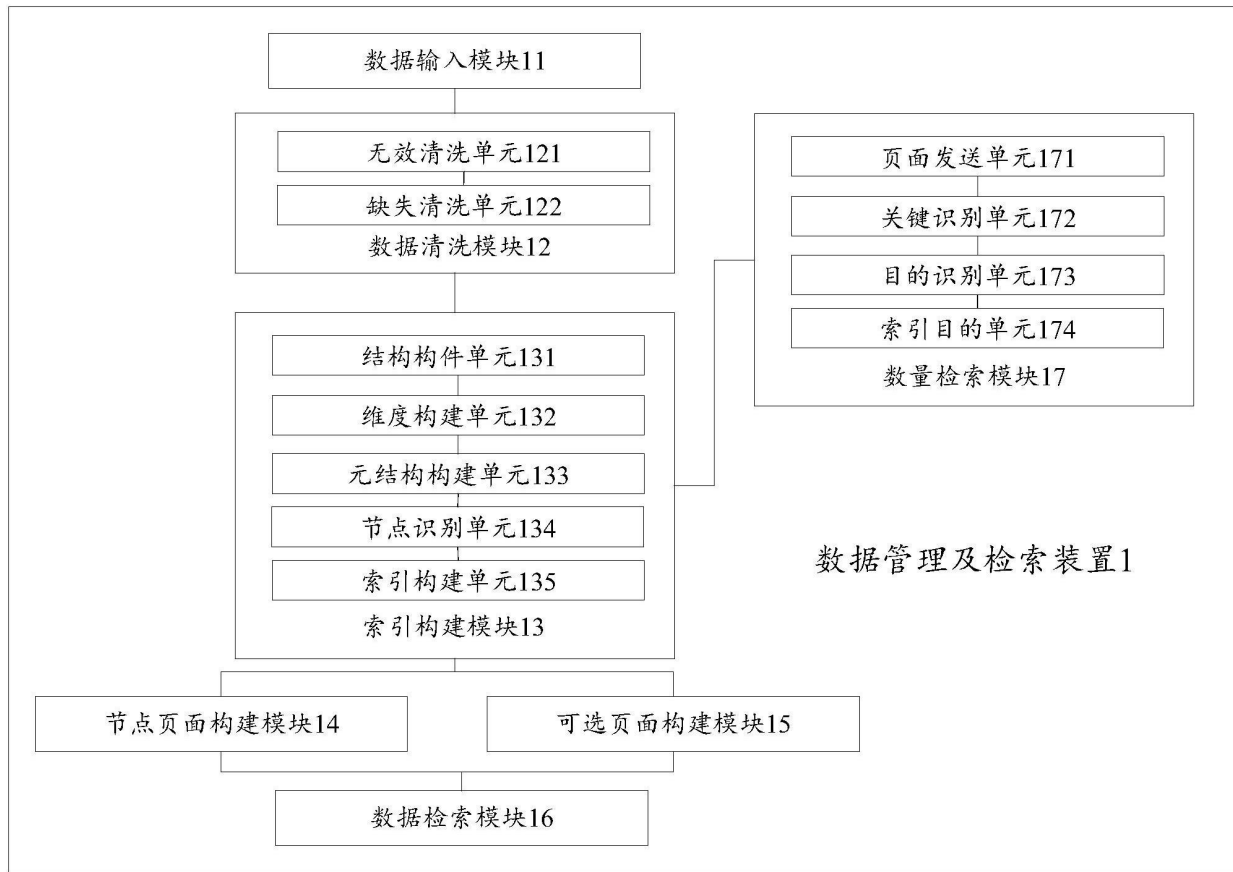 数据输入模块11
无效清洗单元121
缺失清洗单元122
数据清洗模块12
结构构件单元131
维度构建单元132
元结构构建单元133
节点识别单元134
索引构建单元135
索引构建模块13
页面发送单元171
关键识别单元172
目的识别单元173
索引目的单元174
数量检索模块17
数据管理及检索装置1
节点页面构建模块14
可选页面构建模块15
数据检索模块16